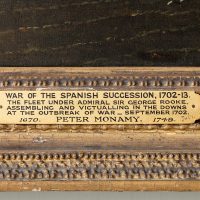 WAR OF THE SPANISH SUCCESSION, 1702-13.
THE FLEET UNDER ADMIRAL SIR GEORGE ROOKE,
ASSEMBLING AND VICTUALLING IN THE DOWNS
AT THE OUTBREAK OF WAR — SEPTEMBER 1702.
1670. PETER MONAMY. 1749.